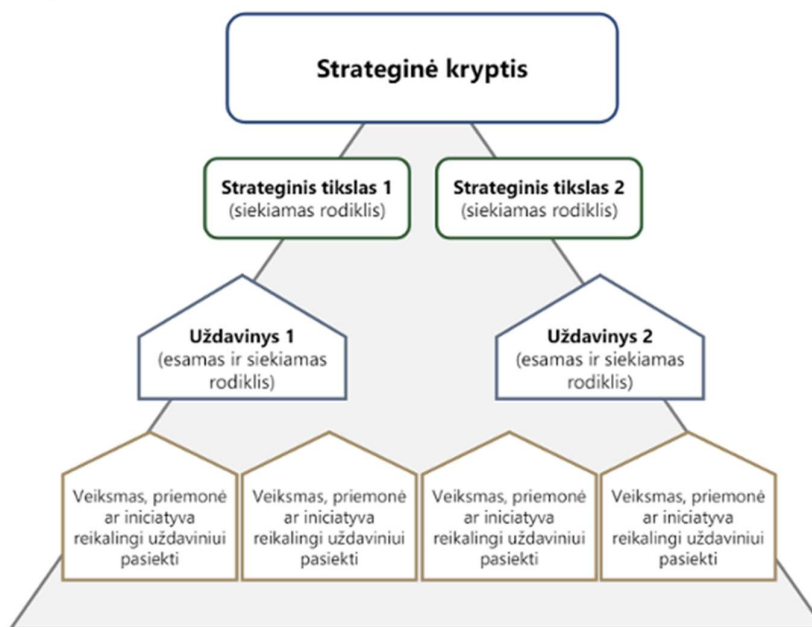 Strateginė kryptis
Strateginis tikslas 1
(siekiamas rodiklis)
Strateginis tikslas 2
(siekiamas rodiklis)
Uždavinys 1
(esamas ir siekiamas
rodiklis)
Uždavinys 2
(esamas ir siekiamas
rodiklis)
Veiksmas, priemonė
ar iniciatyva
reikalingi uždaviniui
pasiekti
Veiksmas, priemonė
ar iniciatyva
reikalingi uždaviniui
pasiekti
Veiksmas, priemonė
ar iniciatyva
reikalingi uždaviniui
pasiekti
Veiksmas, priemonė
ar iniciatyva
reikalingi uždaviniui
pasiekti